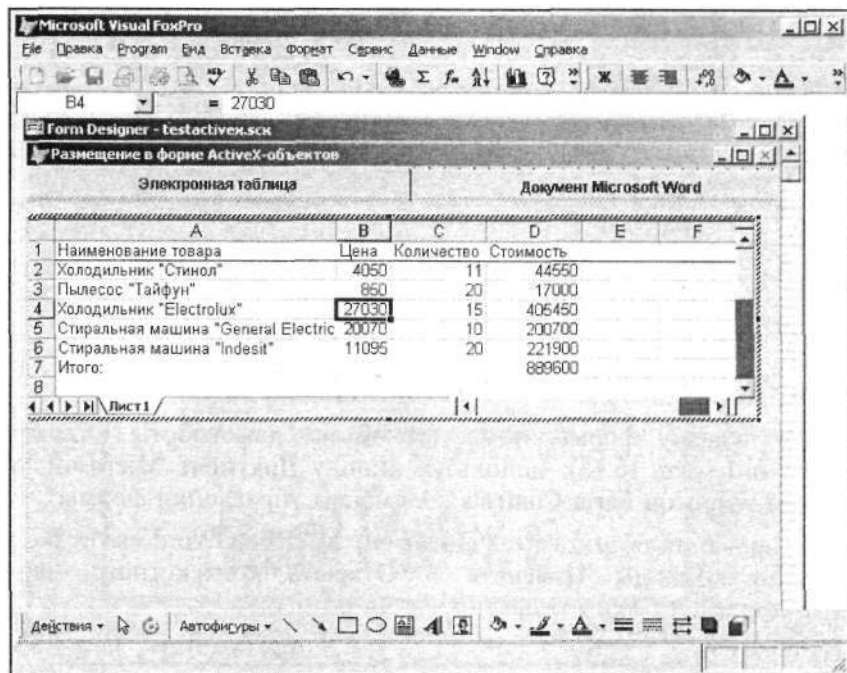 Microsoft Visual FoxPro
File Правка Program Вид Вставка Формат Сервис Данные Window Справка
B4 = 27030
Form Designer - testactivex.scx
Размещение в форме ActiveX-объектов
Электронная таблица Документ Microsoft Word
A B C D E F
1 Наименование товара Цена Количество Стоимость
2 Холодильник "Стинол" 4050 11 44550
3 Пылесос "Тайфун" 850 20 17000
4 Холодильник "Electrolux" 27030 15 405450
5 Стиральная машина "General Electric 20070 10 200700
6 Стиральная машина "Indesit" 11095 20 221900
7 Итого: 889600
8
Лист1
Действия Автофигуры